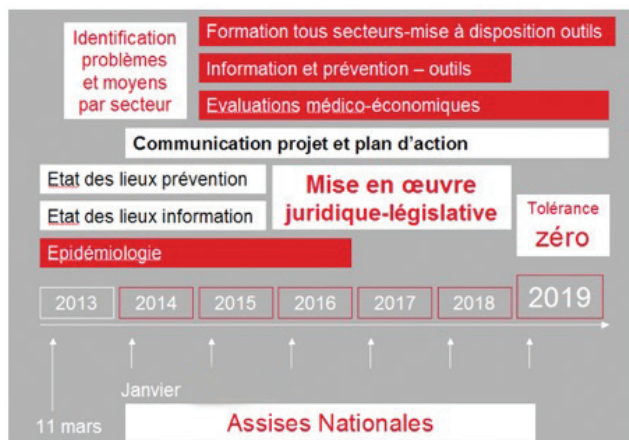 Identification
problèmes
et moyens
par secteur
Formation tous secteurs-mise à disposition outils
Information et prévention – outils
Evaluations médico-économiques
Communication projet et plan d'action
Etat des lieux prévention
Etat des lieux information
Mise en œuvre
juridique-législative
Tolérance
zéro
Epidémiologie
2013
2014
2015
2016
2017
2018
2019
Janvier
11 mars
Assises Nationales